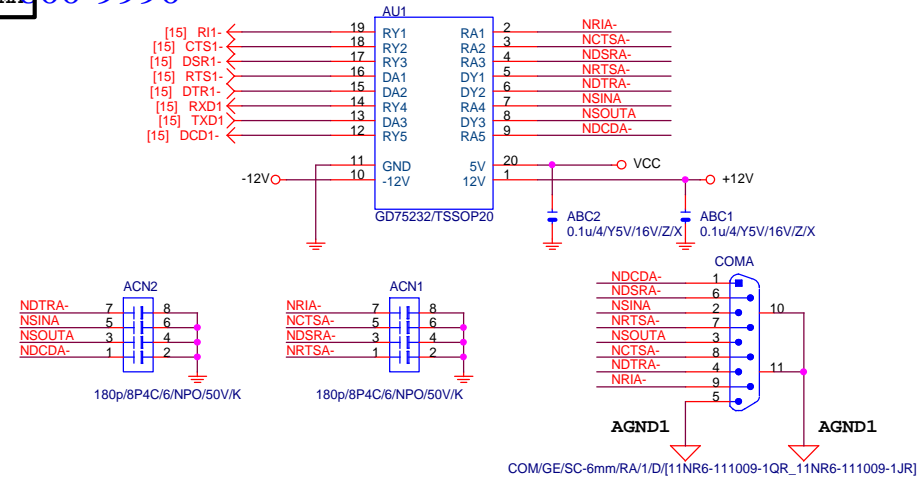 AU1
[15] RI1- 19 RY1 RA1 2 NRIA-
[15] CTS1- 18 RY2 RA2 3 NCTSA-
[15] DSR1- 17 RY3 RA3 4 NDSRA-
[15] RTS1- 16 DA1 DY1 5 NRTSA-
[15] DTR1- 15 DA2 DY2 6 NDTRA-
[15] RXD1 14 RY4 RA4 7 NSINA
[15] TXD1 13 DA3 DY3 8 NSOUTA
[15] DCD1- 12 RY5 RA5 9 NDCDA-
11 GND 5V 20 VCC
-12V 10 -12V 12V 1 +12V
GD75232/TSSOP20
ABC2
0.1u/4/Y5V/16V/Z/X
ABC1
0.1u/4/Y5V/16V/Z/X
ACN2
NDTRA- 7 8
NSINA 5 6
NSOUTA 3 4
NDCDA- 1 2
180p/8P4C/6/NPO/50V/K
ACN1
NRIA- 7 8
NCTSA- 5 6
NDSRA- 3 4
NRTSA- 1 2
180p/8P4C/6/NPO/50V/K
COMA
NDCDA- 1
NDSRA- 6
NSINA 2 10
NRTSA- 7
NSOUTA 3
NCTSA- 8
NDTRA- 4 11
NRIA- 9
5
AGND1 AGND1
COM/GE/SC-6mm/RA/1/D/[11NR6-111009-1QR_11NR6-111009-1JR]